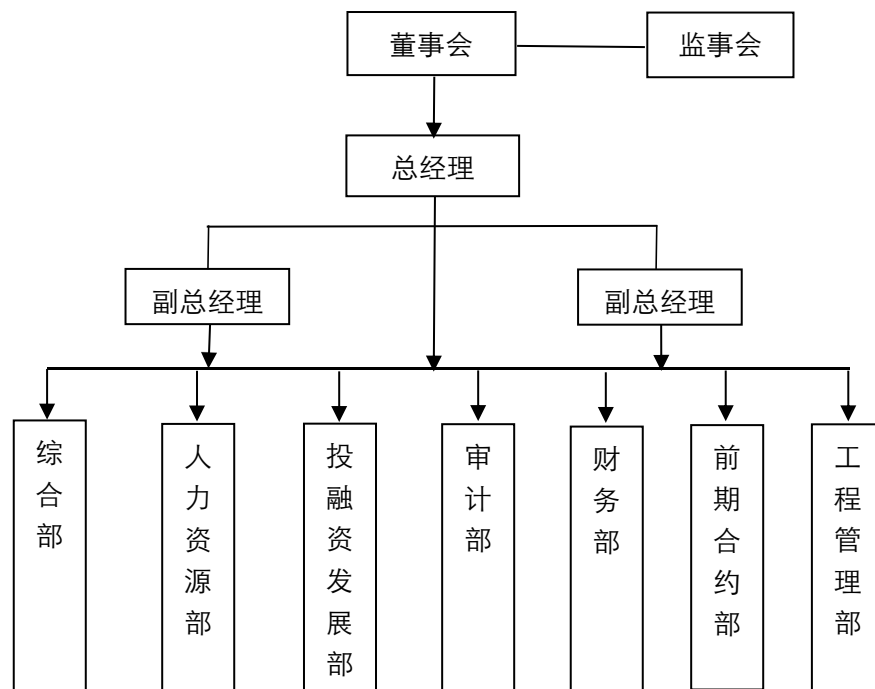 董事会
监事会
总经理
副总经理
副总经理
综合部
人力资源部
投融资发展部
审计部
财务部
前期合约部
工程管理部